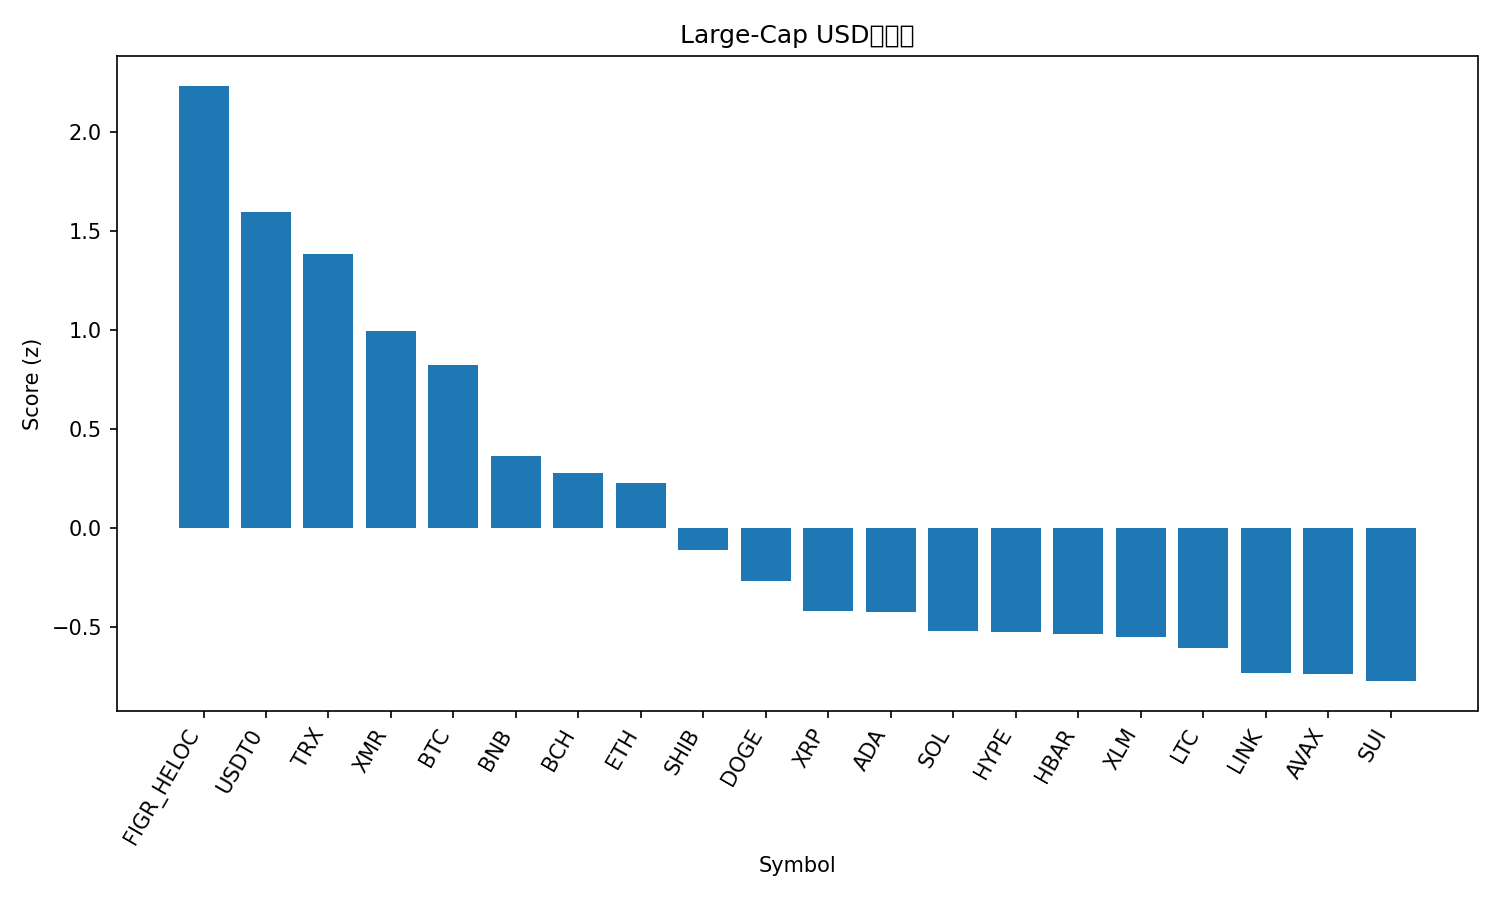 Large-Cap USD
Score (z)
2.0
1.5
1.0
0.5
0.0
−0.5
FIGR_HELOC
USDT0
TRX
XMR
BTC
BNB
BCH
ETH
SHIB
DOGE
XRP
ADA
SOL
HYPE
HBAR
XLM
LTC
LINK
AVAX
SUI
Symbol